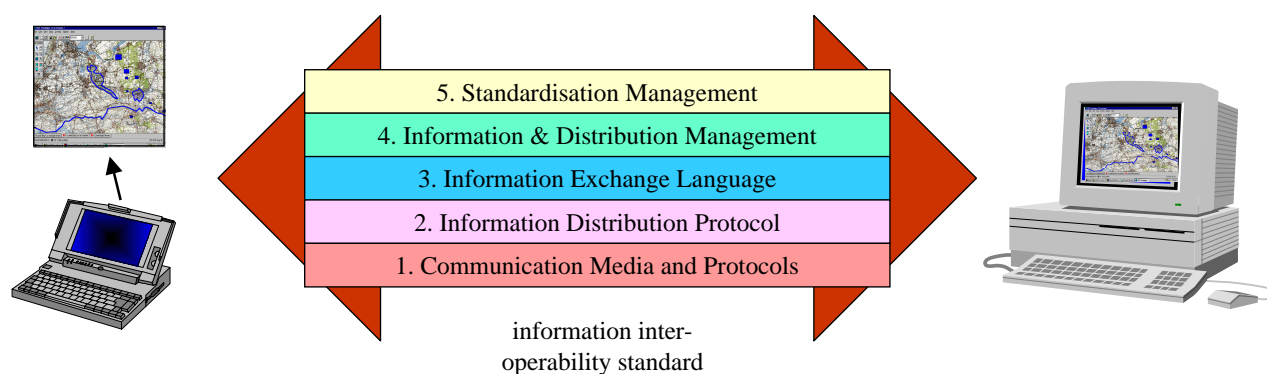 5. Standardisation Management
4. Information & Distribution Management
3. Information Exchange Language
2. Information Distribution Protocol
1. Communication Media and Protocols
information inter-
operability standard